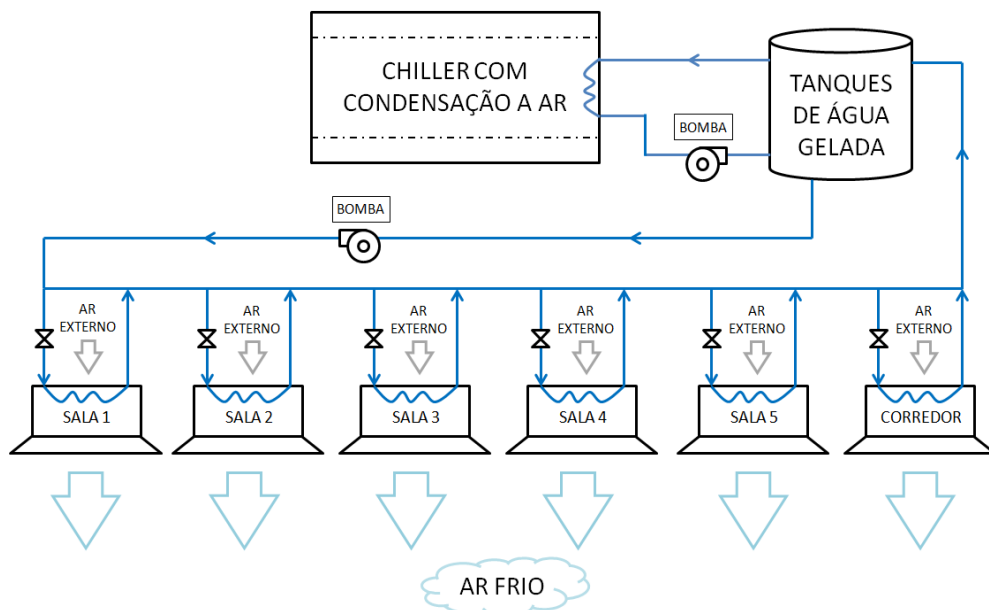 CHILLER COM
CONDENSAÇÃO A AR
TANQUES
DE ÁGUA
GELADA
BOMBA
BOMBA
AR
EXTERNO
AR
EXTERNO
AR
EXTERNO
AR
EXTERNO
AR
EXTERNO
AR
EXTERNO
SALA 1
SALA 2
SALA 3
SALA 4
SALA 5
CORREDOR
AR FRIO